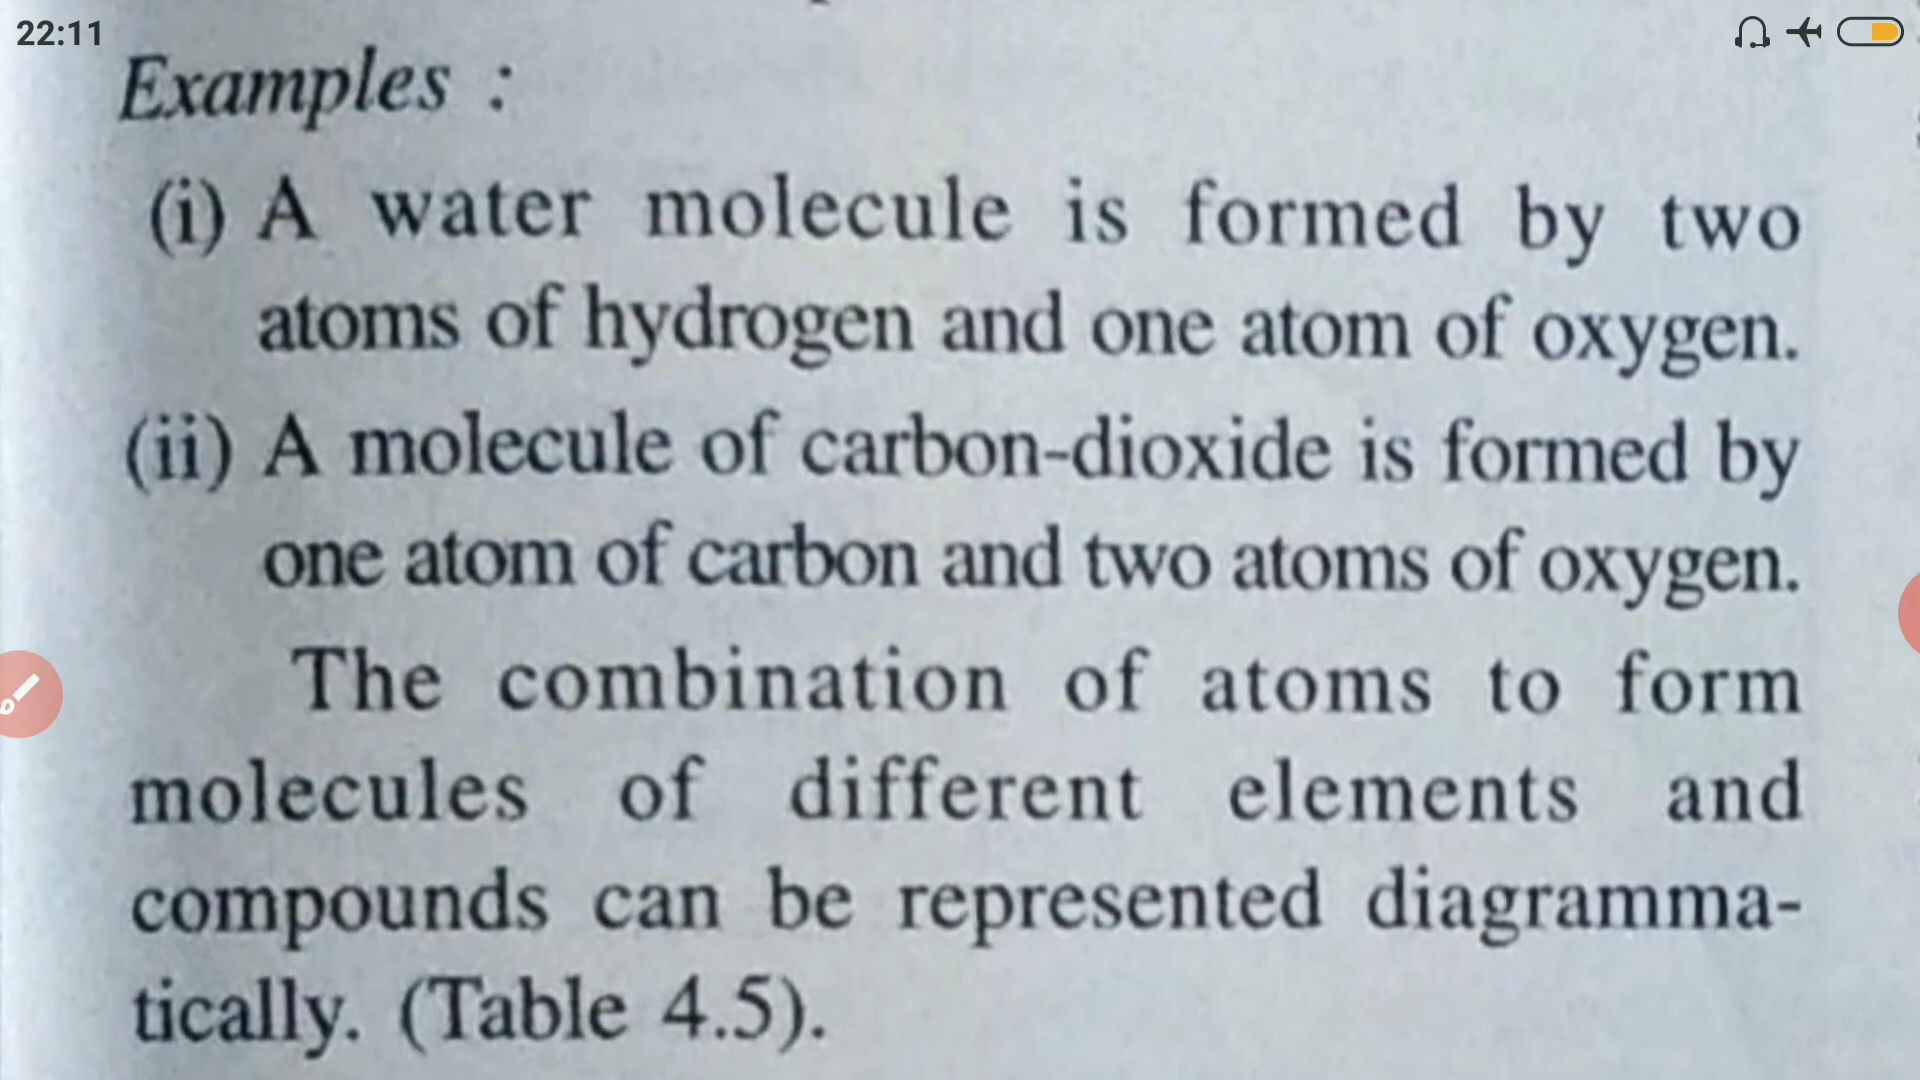 22:11
Examples :
(i) A water molecule is formed by two
atoms of hydrogen and one atom of oxygen.
(ii) A molecule of carbon-dioxide is formed by
one atom of carbon and two atoms of oxygen.
The combination of atoms to form
molecules of different elements and
compounds can be represented diagramma-
tically. (Table 4.5).